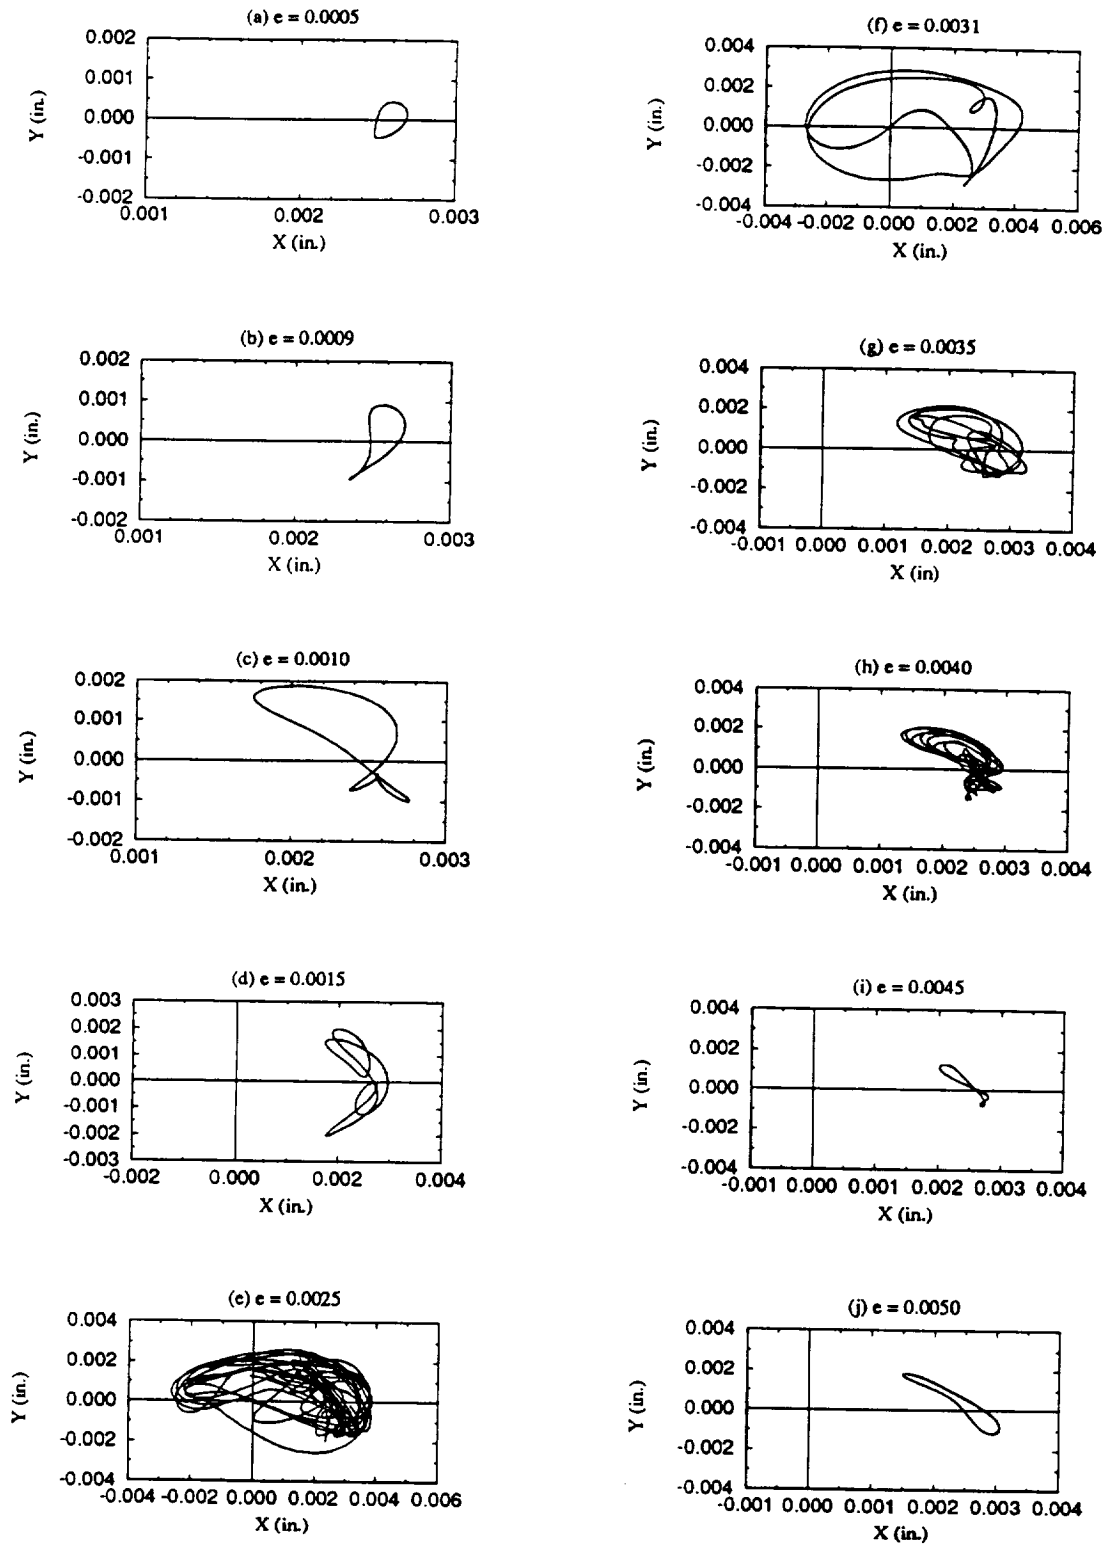 (a) e = 0.0005
0.002
0.001
0.000
-0.001
-0.002
Y (in.)
0.001 0.002 0.003
X (in.)
(b) e = 0.0009
0.002
0.001
0.000
-0.001
-0.002
Y (in.)
0.001 0.002 0.003
X (in.)
(c) e = 0.0010
0.002
0.001
0.000
-0.001
-0.002
Y (in.)
0.001 0.002 0.003
X (in.)
(d) e = 0.0015
0.003
0.002
0.001
0.000
-0.001
-0.002
-0.003
Y (in.)
-0.002 0.000 0.002 0.004
X (in.)
(e) e = 0.0025
0.004
0.002
0.000
-0.002
-0.004
Y (in.)
-0.004 -0.002 0.000 0.002 0.004 0.006
X (in.)
(f) e = 0.0031
0.004
0.002
0.000
-0.002
-0.004
Y (in.)
-0.004 -0.002 0.000 0.002 0.004 0.006
X (in.)
(g) e = 0.0035
0.004
0.002
0.000
-0.002
-0.004
Y (in.)
-0.001 0.000 0.001 0.002 0.003 0.004
X (in)
(h) e = 0.0040
0.004
0.002
0.000
-0.002
-0.004
Y (in.)
-0.001 0.000 0.001 0.002 0.003 0.004
X (in.)
(i) e = 0.0045
0.004
0.002
0.000
-0.002
-0.004
Y (in.)
-0.001 0.000 0.001 0.002 0.003 0.004
X (in.)
(j) e = 0.0050
0.004
0.002
0.000
-0.002
-0.004
Y (in.)
-0.001 0.000 0.001 0.002 0.003 0.004
X (in.)